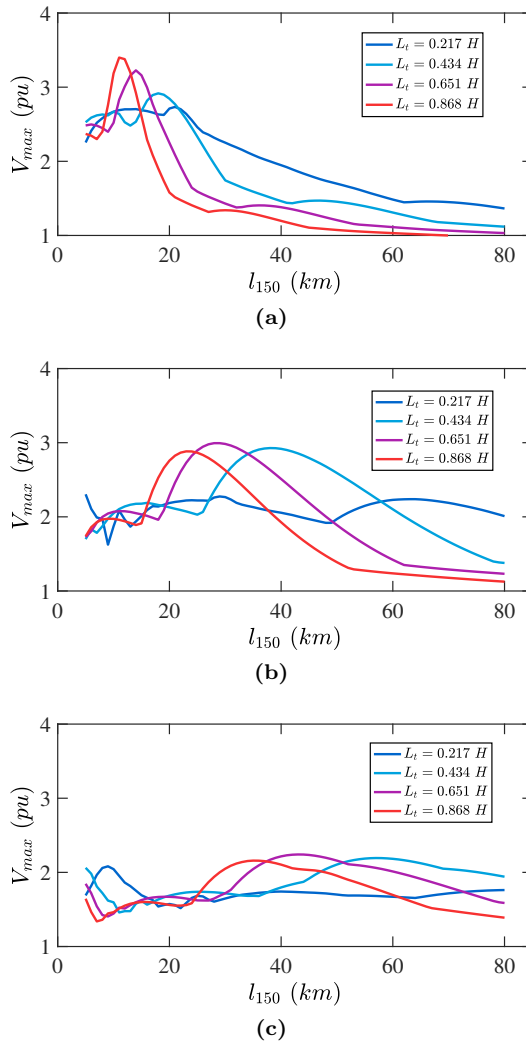 4
3
2
1
V_max (pu)
L_t = 0.217 H
L_t = 0.434 H
L_t = 0.651 H
L_t = 0.868 H
0 20 40 60 80
l_150 (km)
(a)
4
3
2
1
V_max (pu)
L_t = 0.217 H
L_t = 0.434 H
L_t = 0.651 H
L_t = 0.868 H
0 20 40 60 80
l_150 (km)
(b)
4
3
2
1
V_max (pu)
L_t = 0.217 H
L_t = 0.434 H
L_t = 0.651 H
L_t = 0.868 H
0 20 40 60 80
l_150 (km)
(c)